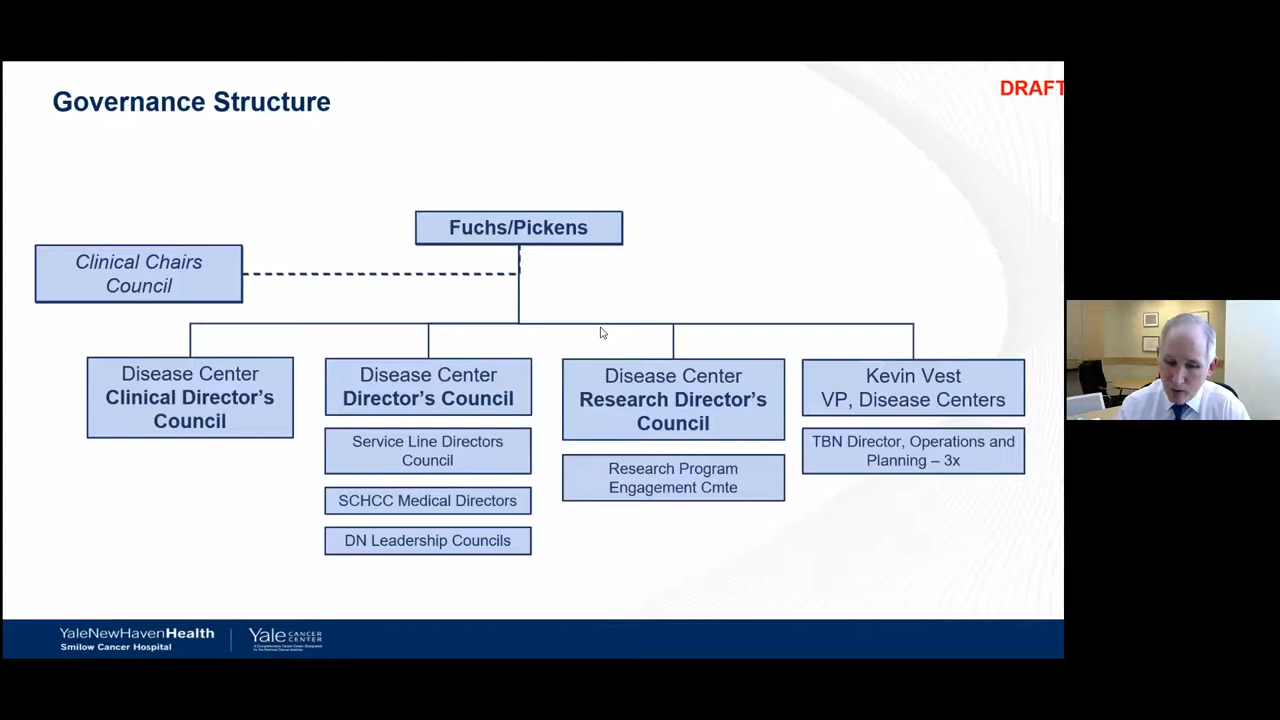 Governance Structure
DRAFT
Fuchs/Pickens
Clinical Chairs
Council
Disease Center
Clinical Director's
Council
Disease Center
Director's Council
Service Line Directors
Council
SCHCC Medical Directors
DN Leadership Councils
Disease Center
Research Director's
Council
Research Program
Engagement Cmte
Kevin Vest
VP, Disease Centers
TBN Director, Operations and
Planning – 3x
YaleNewHavenHealth
Smilow Cancer Hospital
Yale CANCER
CENTER